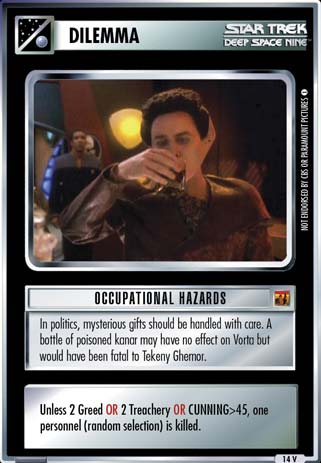 DILEMMA
STAR TREK
DEEP SPACE NINE
NOT ENDORSED BY CBS OR PARAMOUNT PICTURES
OCCUPATIONAL HAZARDS
In politics, mysterious gifts should be handled with care. A
bottle of poisoned kanar may have no effect on Vorta but
would have been fatal to Tekeny Ghemor.
Unless 2 Greed OR 2 Treachery OR CUNNING>45, one
personnel (random selection) is killed.
14 V